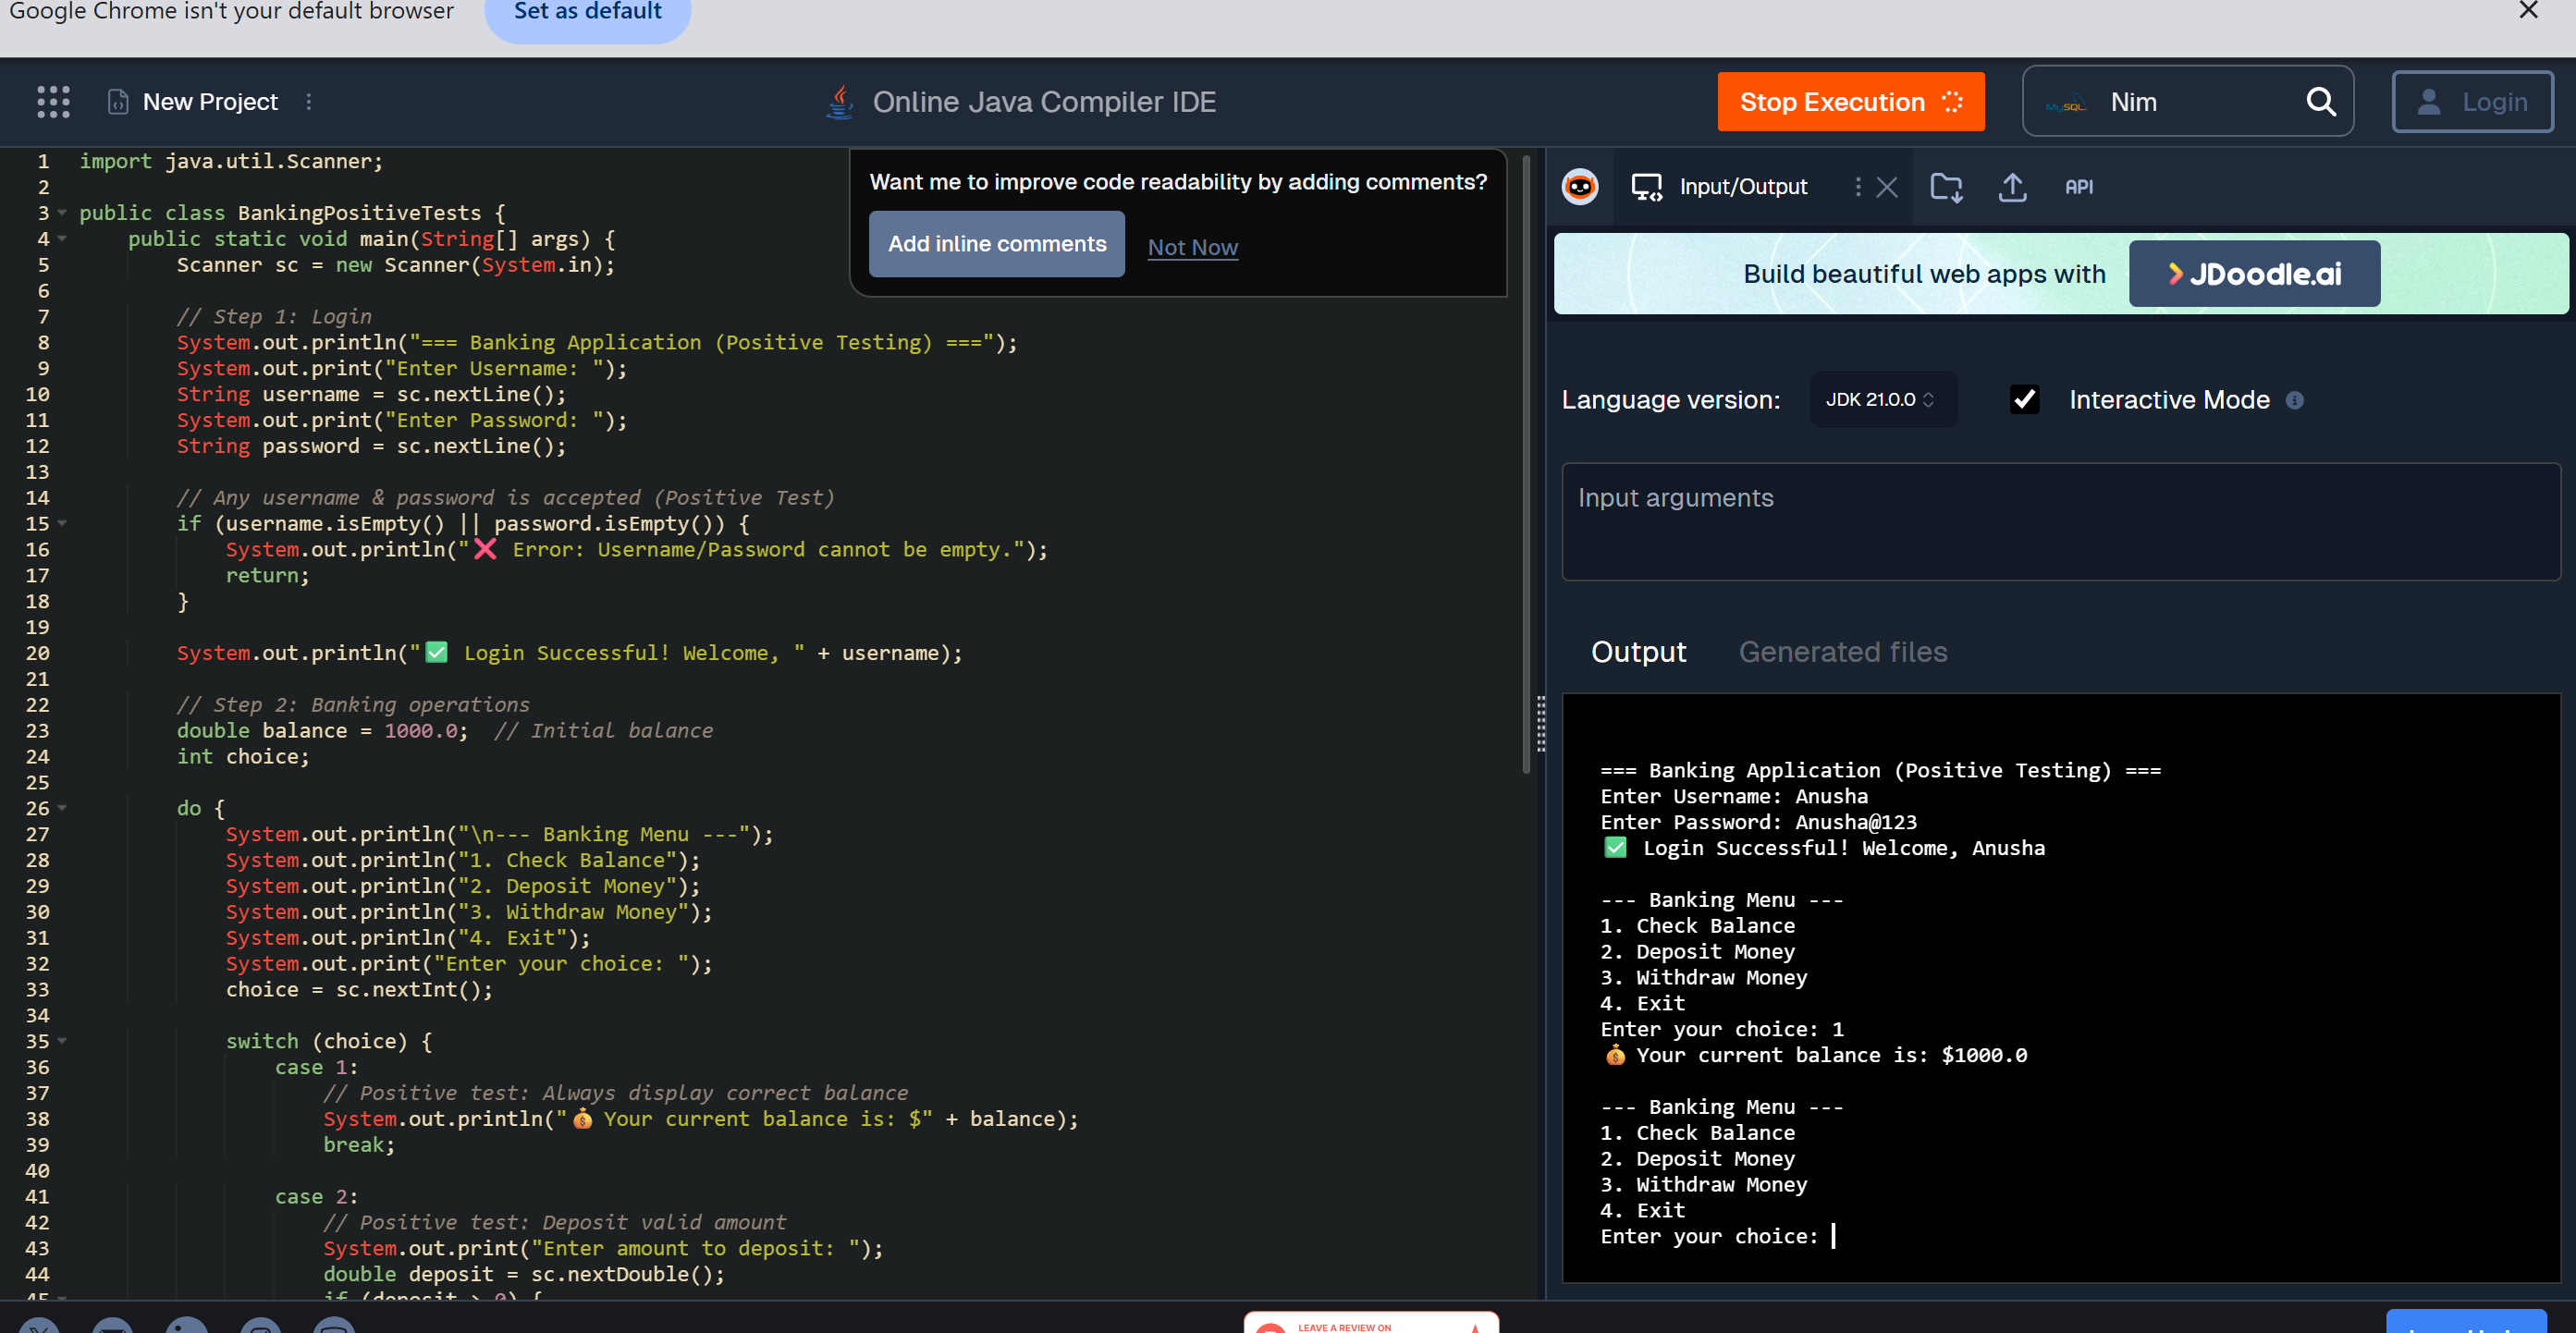 Google Chrome isn't your default browser
Set as default
New Project
Online Java Compiler IDE
Stop Execution
MySQL
Nim
Login
1 import java.util.Scanner;
2
3 public class BankingPositiveTests {
4     public static void main(String[] args) {
5         Scanner sc = new Scanner(System.in);
6
7         // Step 1: Login
8         System.out.println("=== Banking Application (Positive Testing) ===");
9         System.out.print("Enter Username: ");
10         String username = sc.nextLine();
11         System.out.print("Enter Password: ");
12         String password = sc.nextLine();
13
14         // Any username & password is accepted (Positive Test)
15         if (username.isEmpty() || password.isEmpty()) {
16             System.out.println("❌ Error: Username/Password cannot be empty.");
17             return;
18         }
19
20         System.out.println("✅ Login Successful! Welcome, " + username);
21
22         // Step 2: Banking operations
23         double balance = 1000.0;  // Initial balance
24         int choice;
25
26         do {
27             System.out.println("\n--- Banking Menu ---");
28             System.out.println("1. Check Balance");
29             System.out.println("2. Deposit Money");
30             System.out.println("3. Withdraw Money");
31             System.out.println("4. Exit");
32             System.out.print("Enter your choice: ");
33             choice = sc.nextInt();
34
35             switch (choice) {
36                 case 1:
37                     // Positive test: Always display correct balance
38                     System.out.println("💰 Your current balance is: $" + balance);
39                     break;
40
41                 case 2:
42                     // Positive test: Deposit valid amount
43                     System.out.print("Enter amount to deposit: ");
44                     double deposit = sc.nextDouble();
45                     if (deposit > 0) {
Want me to improve code readability by adding comments?
Add inline comments
Not Now
Input/Output
API
Build beautiful web apps with
JDoodle.ai
Language version:
JDK 21.0.0
Interactive Mode
Input arguments
Output
Generated files
=== Banking Application (Positive Testing) ===
Enter Username: Anusha
Enter Password: Anusha@123
✅ Login Successful! Welcome, Anusha
--- Banking Menu ---
1. Check Balance
2. Deposit Money
3. Withdraw Money
4. Exit
Enter your choice: 1
💰 Your current balance is: $1000.0
--- Banking Menu ---
1. Check Balance
2. Deposit Money
3. Withdraw Money
4. Exit
Enter your choice:
LEAVE A REVIEW ON